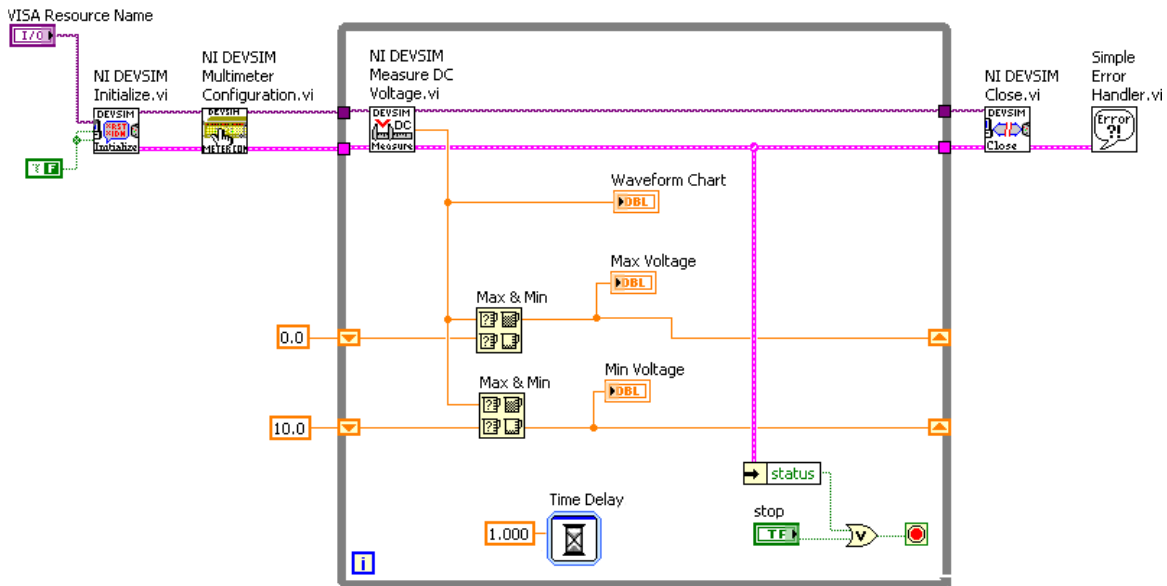 VISA Resource Name
I/O
NI DEVSIM
Initialize.vi
DEVSIM
*RST
*IDN
Initialize
F
NI DEVSIM
Multimeter
Configuration.vi
DEVSIM
METER CON
NI DEVSIM
Measure DC
Voltage.vi
DEVSIM
DC
Measure
NI DEVSIM
Close.vi
DEVSIM
Close
Simple
Error
Handler.vi
Error
?!
Waveform Chart
DBL
Max Voltage
DBL
Max & Min
0.0
Min Voltage
DBL
Max & Min
10.0
status
Time Delay
1.000
stop
TF
V
i